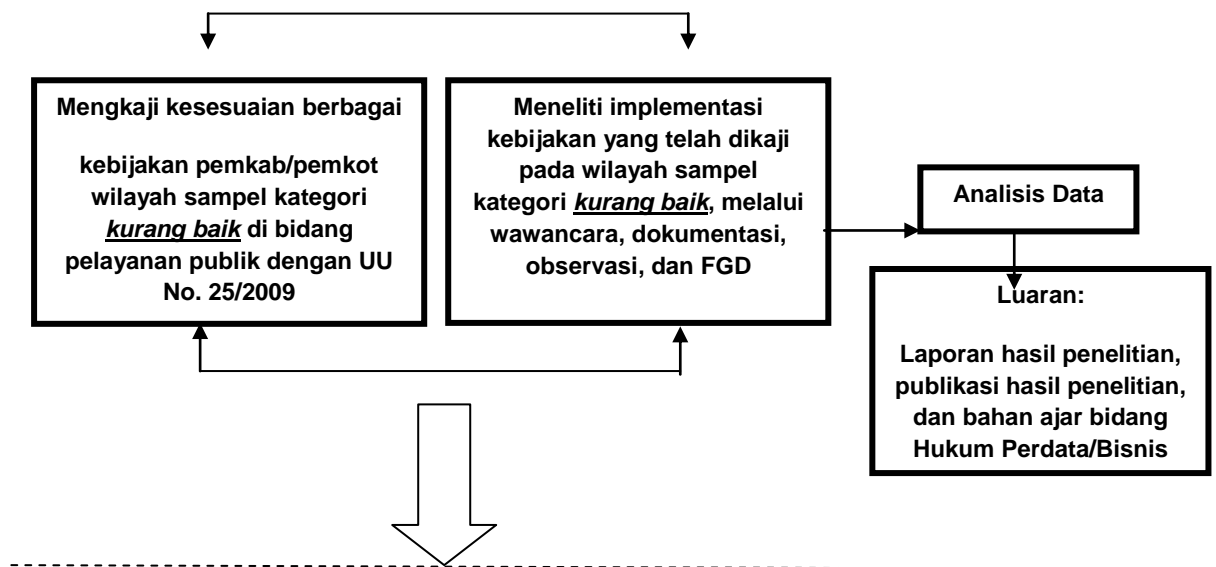 Mengkaji kesesuaian berbagai
kebijakan pemkab/pemkot
wilayah sampel kategori
kurang baik di bidang
pelayanan publik dengan UU
No. 25/2009
Meneliti implementasi
kebijakan yang telah dikaji
pada wilayah sampel
kategori kurang baik, melalui
wawancara, dokumentasi,
observasi, dan FGD
Analisis Data
Luaran:
Laporan hasil penelitian,
publikasi hasil penelitian,
dan bahan ajar bidang
Hukum Perdata/Bisnis